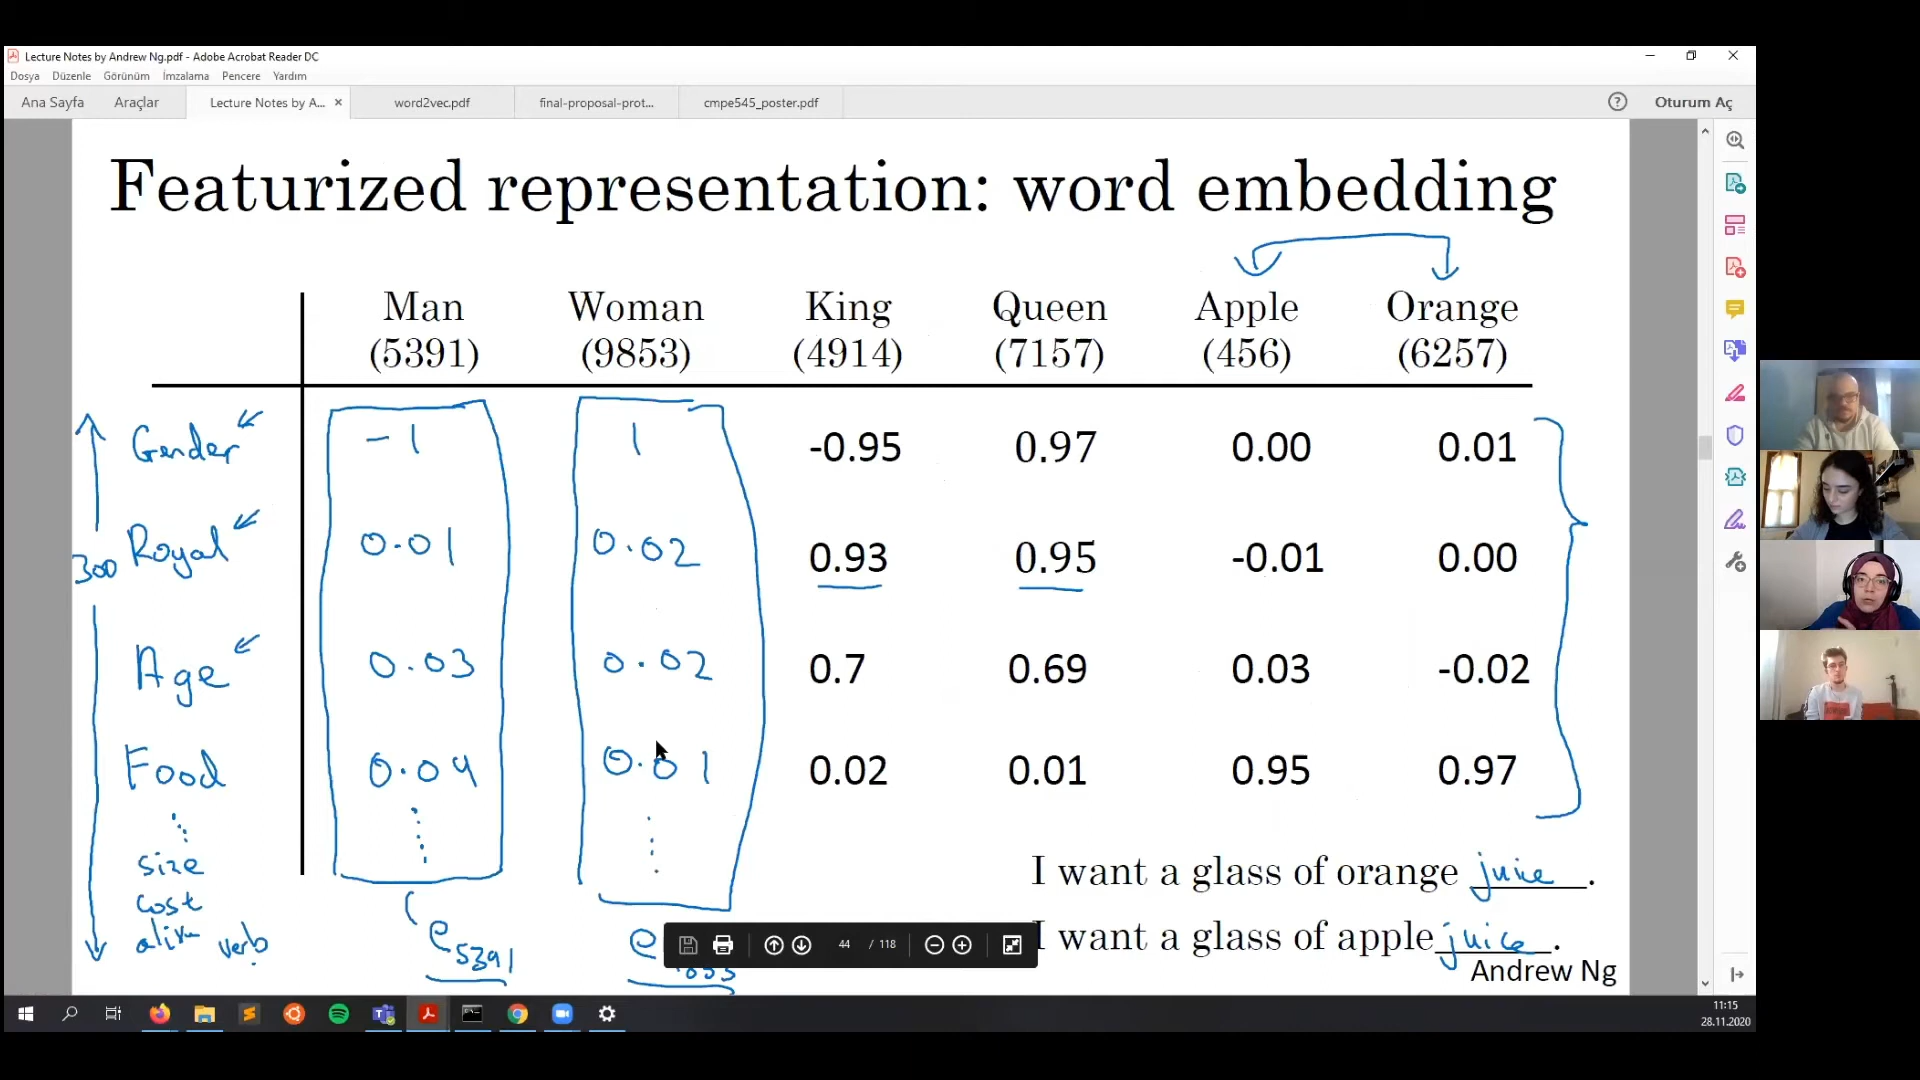 Lecture Notes by Andrew Ng.pdf - Adobe Acrobat Reader DC
Dosya Düzenle Görünüm İmzalama Pencere Yardım
Ana Sayfa Araçlar Lecture Notes by A... × word2vec.pdf final-proposal-prot... cmpe545_poster.pdf ? Oturum Aç
Featurized representation: word embedding
Man Woman King Queen Apple Orange
(5391) (9853) (4914) (7157) (456) (6257)
Gender -1 1 -0.95 0.97 0.00 0.01
300 Royal 0.01 0.02 0.93 0.95 -0.01 0.00
Age 0.03 0.02 0.7 0.69 0.03 -0.02
Food 0.04 0.01 0.02 0.01 0.95 0.97
size
cost
alive verb
I want a glass of orange juice.
I want a glass of apple juice.
e5391 e
44 / 118
Andrew Ng
11:15
28.11.2020